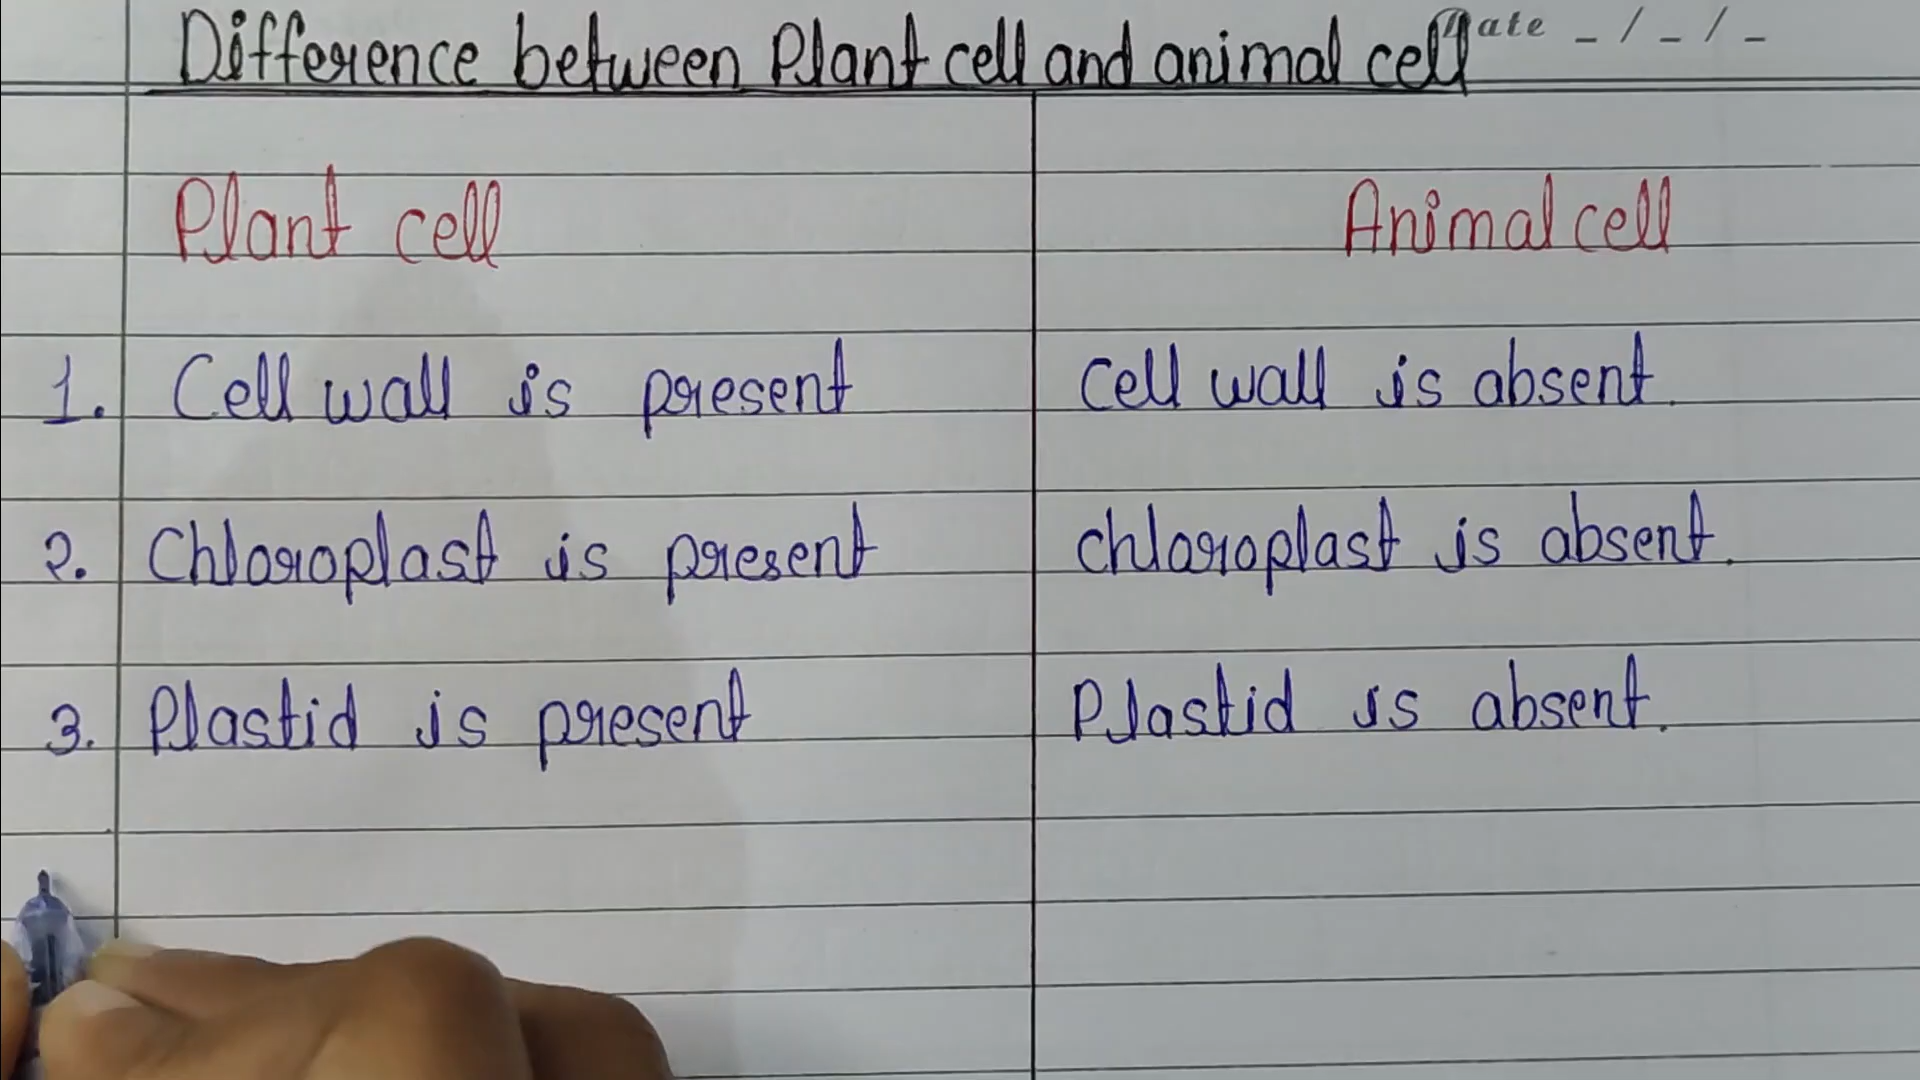 Date _ / _ / _
Difference between Plant cell and animal cell
Plant cell Animal cell
1. Cell wall is present cell wall is absent.
2. Chloroplast is present chloroplast is absent.
3. Plastid is present Plastid is absent.